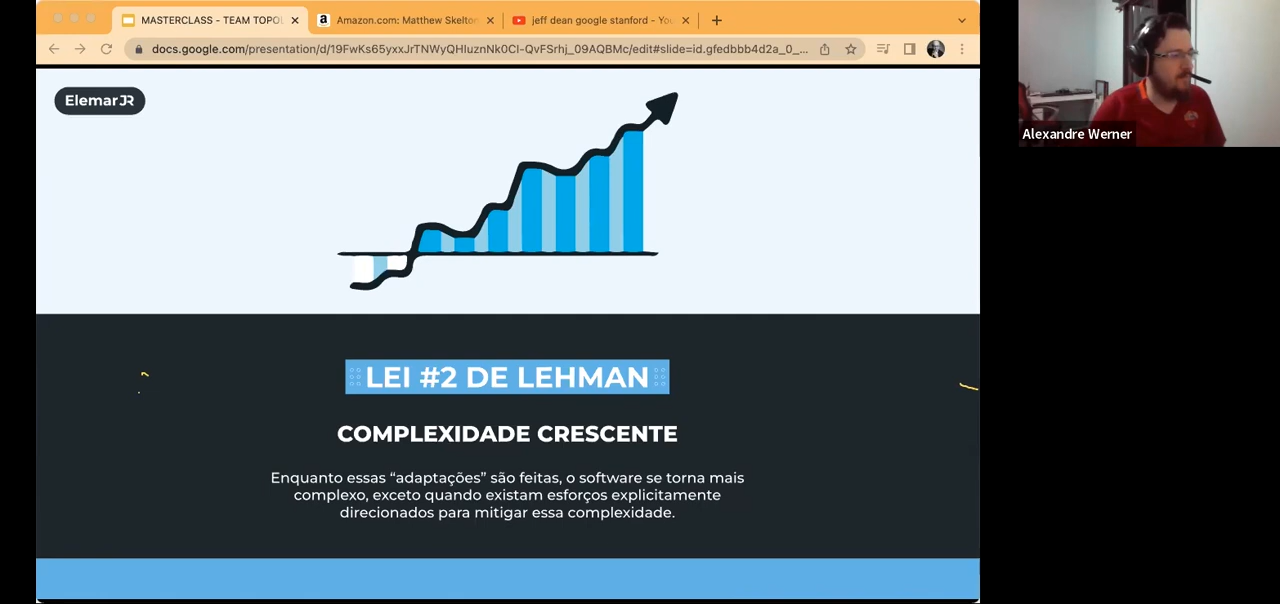 MASTERCLASS - TEAM TOPOL
Amazon.com: Matthew Skelton
jeff dean google stanford - You
docs.google.com/presentation/d/19FwKs65yxxJrTNWyQHIuznNk0Cl-QvFSrhj_09AQBMc/edit#slide=id.gfedbbb4d2a_0_...
ElemarJR
Alexandre Werner
LEI #2 DE LEHMAN
COMPLEXIDADE CRESCENTE
Enquanto essas “adaptações” são feitas, o software se torna mais
complexo, exceto quando existam esforços explicitamente
direcionados para mitigar essa complexidade.